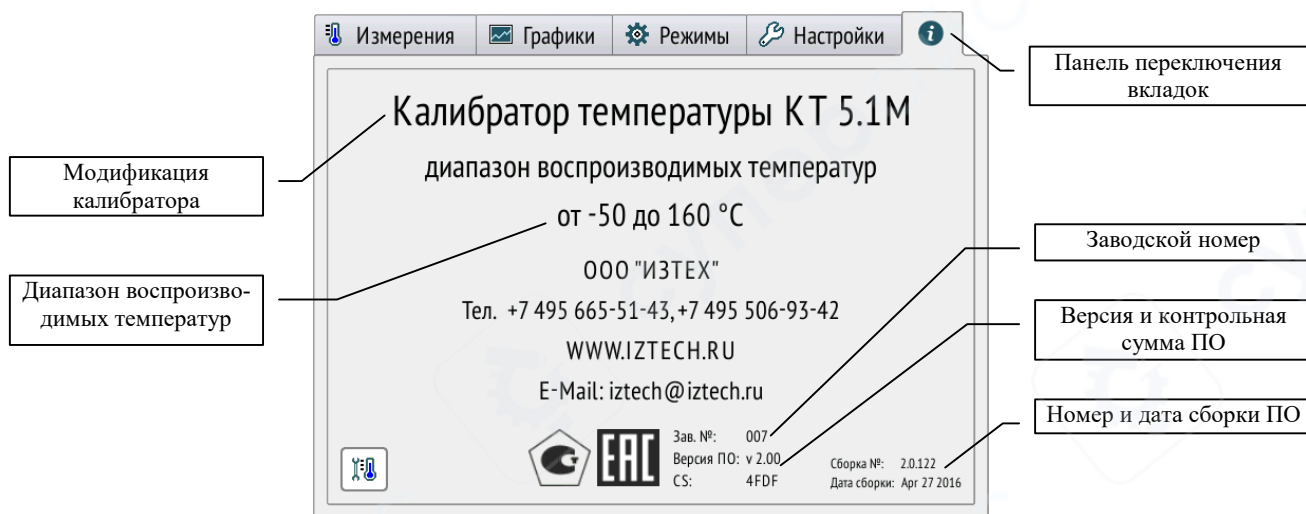 Измерения
Графики
Режимы
Настройки
Панель переключения
вкладок
Калибратор температуры КТ 5.1М
Модификация
калибратора
диапазон воспроизводимых температур
от -50 до 160 °C
Диапазон воспроизво-
димых температур
Заводской номер
ООО "ИЗТЕХ"
Тел. +7 495 665-51-43, +7 495 506-93-42
Версия и контрольная
сумма ПО
WWW.IZTECH.RU
E-Mail: iztech@iztech.ru
Номер и дата сборки ПО
EAC
Зав. №: 007
Версия ПО: v 2.00
CS: 4FDF
Сборка №: 2.0.122
Дата сборки: Apr 27 2016